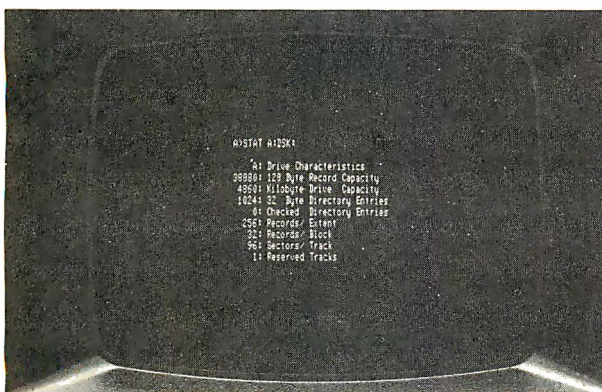 A>STAT A:DSK:
A: Drive Characteristics
38880: 128 Byte Record Capacity
4860: Kilobyte Drive Capacity
1024: 32 Byte Directory Entries
0: Checked Directory Entries
256: Records/ Extent
32: Records/ Block
96: Sectors/ Track
1: Reserved Tracks